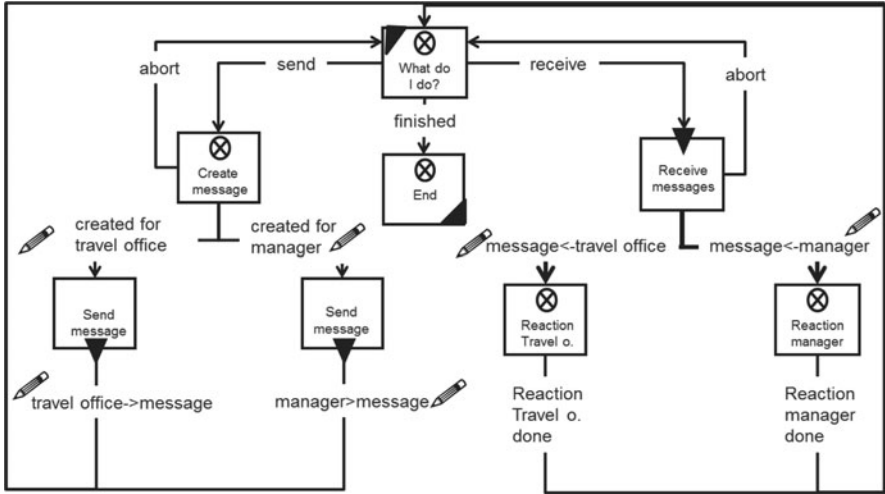 What do
I do?
abort
send
receive
abort
finished
Create
message
End
Receive
messages
created for
travel office
created for
manager
message<-travel office
message<-manager
Send
message
Send
message
Reaction
Travel o.
Reaction
manager
travel office->message
manager>message
Reaction
Travel o.
done
Reaction
manager
done